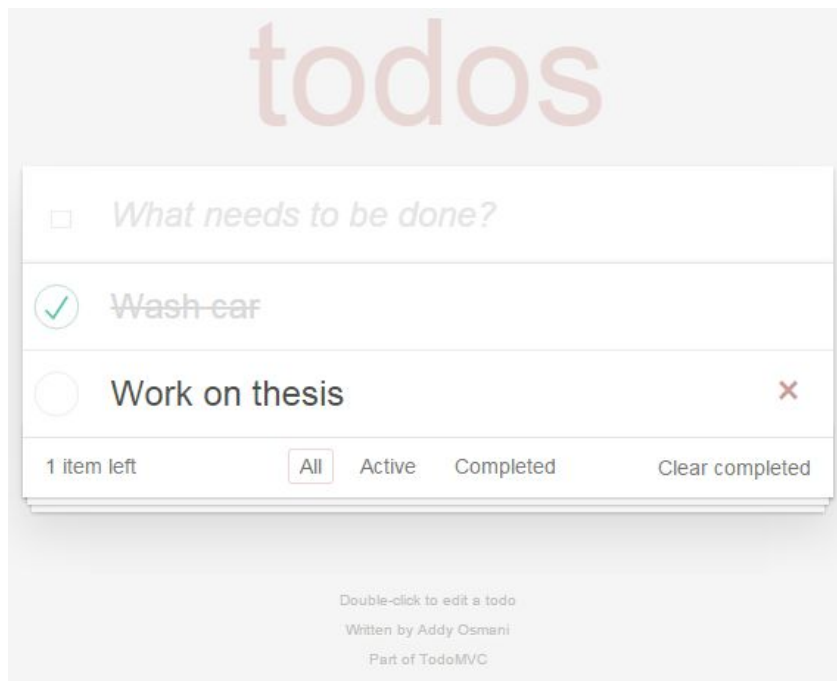 todos
What needs to be done?
Wash car
Work on thesis
1 item left All Active Completed Clear completed
Double-click to edit a todo
Written by Addy Osmani
Part of TodoMVC